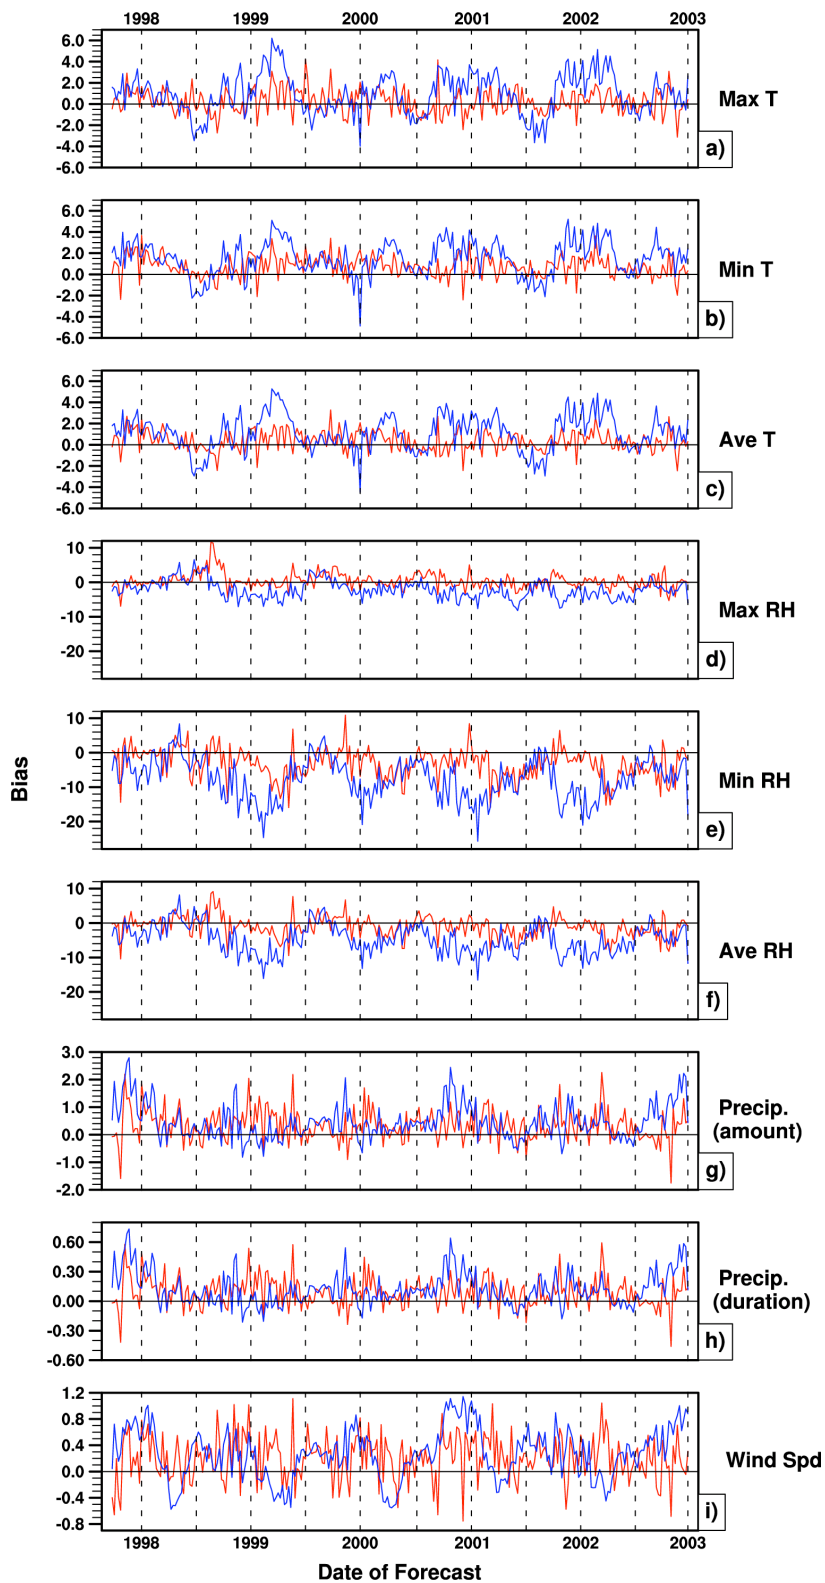 1998 1999 2000 2001 2002 2003
6.0
4.0
2.0
0.0
-2.0
-4.0
-6.0
Max T
a)
6.0
4.0
2.0
0.0
-2.0
-4.0
-6.0
Min T
b)
6.0
4.0
2.0
0.0
-2.0
-4.0
-6.0
Ave T
c)
10
0
-10
-20
Max RH
d)
Bias
10
0
-10
-20
Min RH
e)
10
0
-10
-20
Ave RH
f)
3.0
2.0
1.0
0.0
-1.0
-2.0
Precip.
(amount)
g)
0.60
0.30
0.00
-0.30
-0.60
Precip.
(duration)
h)
1.2
0.8
0.4
0.0
-0.4
-0.8
Wind Spd
i)
1998 1999 2000 2001 2002 2003
Date of Forecast